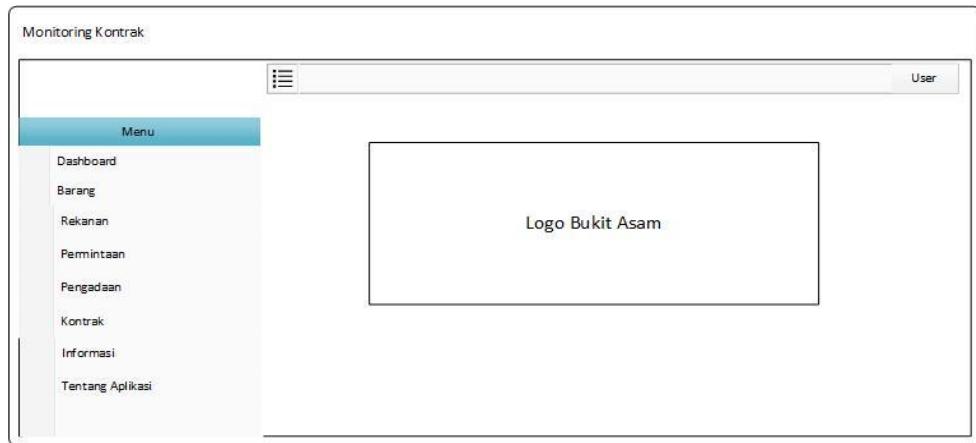 Monitoring Kontrak
User
Menu
Dashboard
Barang
Rekanan
Permintaan
Pengadaan
Kontrak
Informasi
Tentang Aplikasi
Logo Bukit Asam